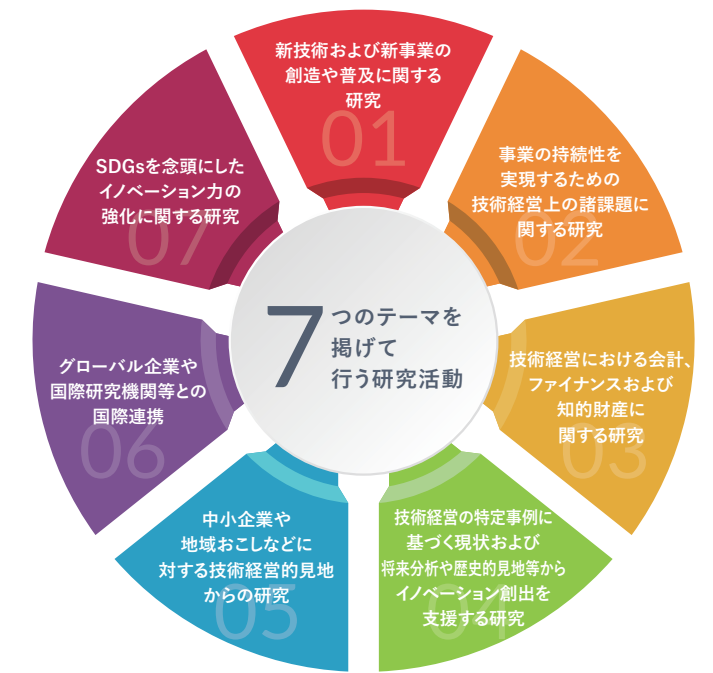 7
つのテーマを
掲げて
行う研究活動
01
新技術および新事業の
創造や普及に関する
研究
02
事業の持続性を
実現するための
技術経営上の諸課題に
関する研究
03
技術経営における会計、
ファイナンスおよび
知的財産に
関する研究
04
技術経営の特定事例に
基づく現状および
将来分析や歴史的見地等から
イノベーション創出を
支援する研究
05
中小企業や
地域おこしなどに
対する技術経営的見地
からの研究
06
グローバル企業や
国際研究機関等との
国際連携
07
SDGsを念頭にした
イノベーション力の
強化に関する研究